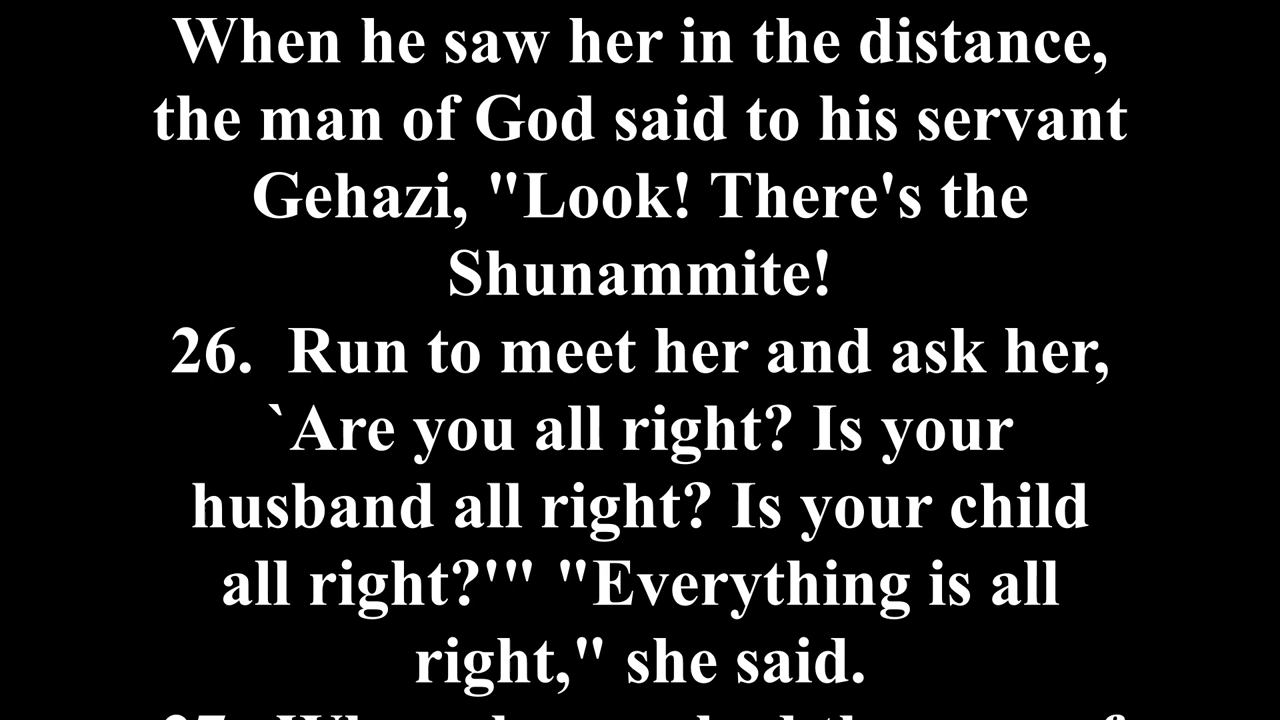 When he saw her in the distance,
the man of God said to his servant
Gehazi, "Look! There's the
Shunammite!
26.  Run to meet her and ask her,
`Are you all right? Is your
husband all right? Is your child
all right?'" "Everything is all
right," she said.